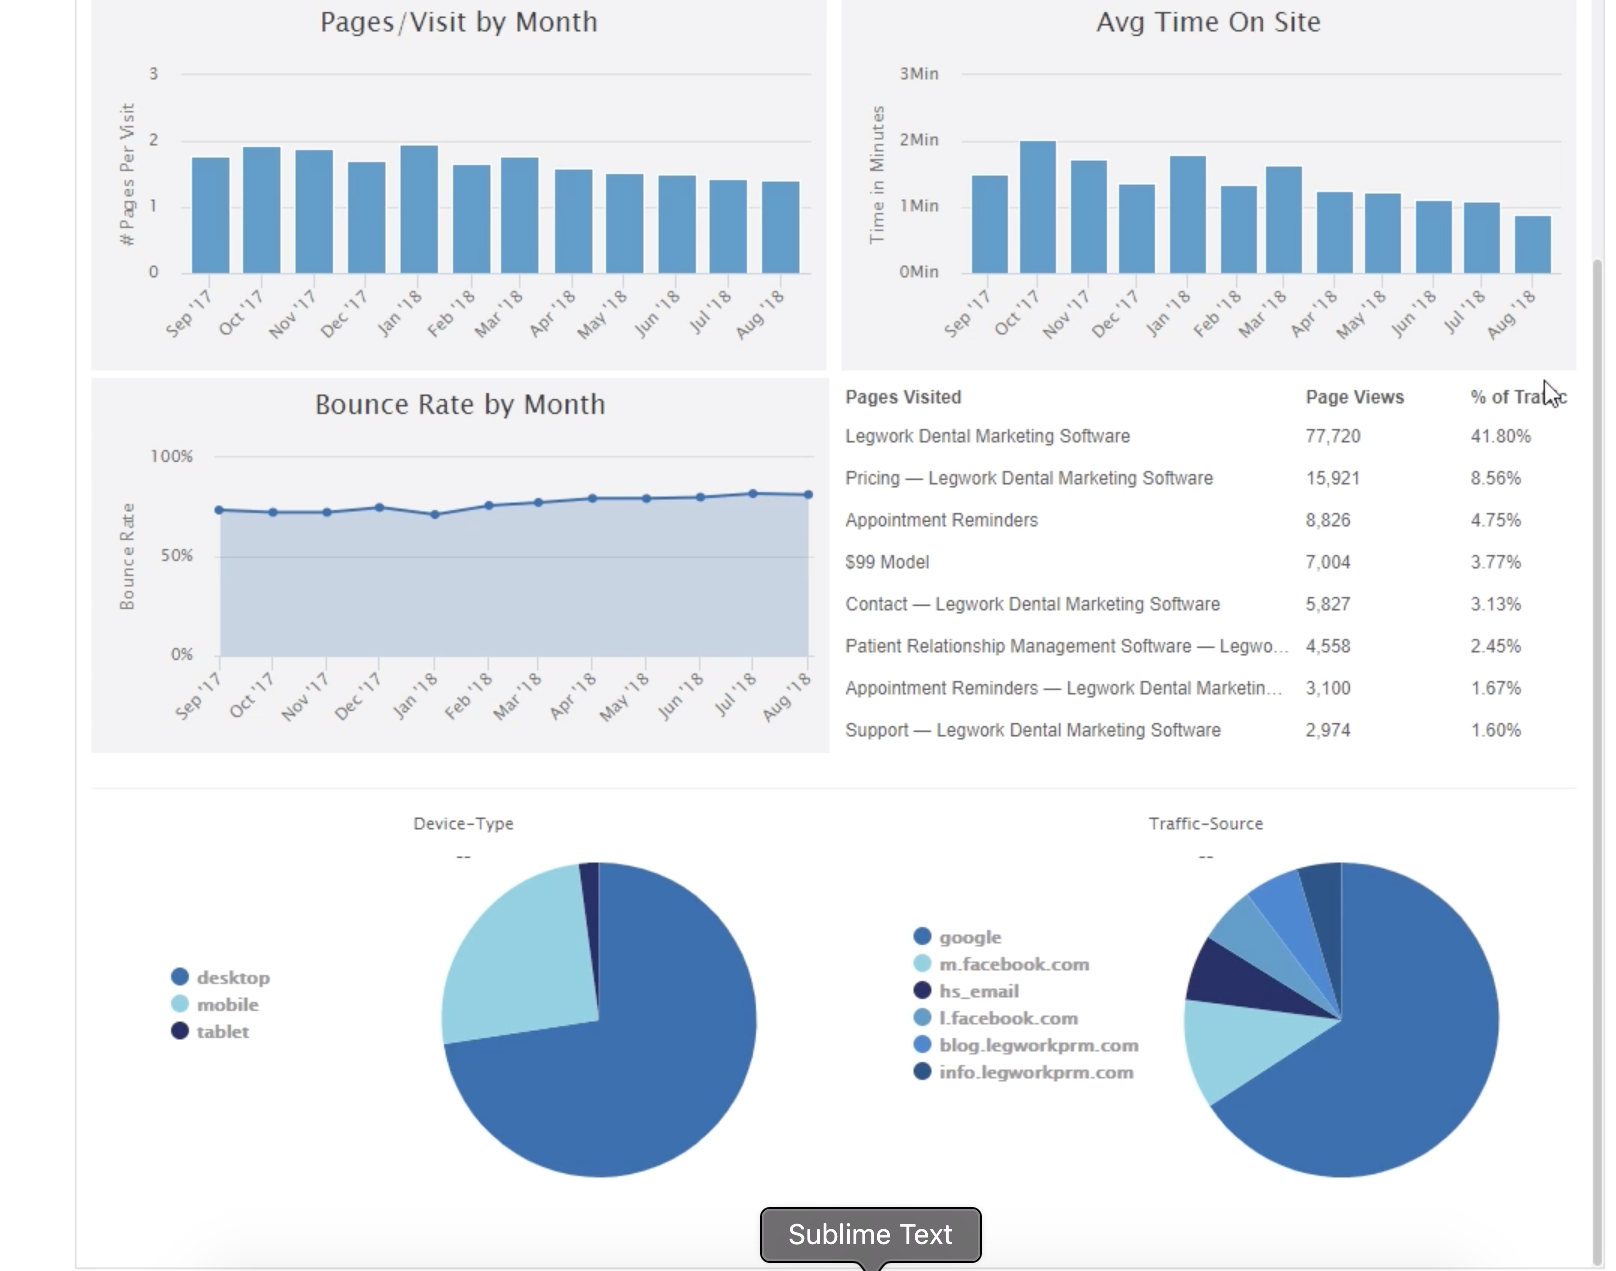 Pages/Visit by Month
# Pages Per Visit
3
2
1
0
Sep '17
Oct '17
Nov '17
Dec '17
Jan '18
Feb '18
Mar '18
Apr '18
May '18
Jun '18
Jul '18
Aug '18
Avg Time On Site
Time in Minutes
3Min
2Min
1Min
0Min
Sep '17
Oct '17
Nov '17
Dec '17
Jan '18
Feb '18
Mar '18
Apr '18
May '18
Jun '18
Jul '18
Aug '18
Bounce Rate by Month
Bounce Rate
100%
50%
0%
Sep '17
Oct '17
Nov '17
Dec '17
Jan '18
Feb '18
Mar '18
Apr '18
May '18
Jun '18
Jul '18
Aug '18
Pages Visited Page Views % of Traffic
Legwork Dental Marketing Software 77,720 41.80%
Pricing — Legwork Dental Marketing Software 15,921 8.56%
Appointment Reminders 8,826 4.75%
$99 Model 7,004 3.77%
Contact — Legwork Dental Marketing Software 5,827 3.13%
Patient Relationship Management Software — Legwo... 4,558 2.45%
Appointment Reminders — Legwork Dental Marketin... 3,100 1.67%
Support — Legwork Dental Marketing Software 2,974 1.60%
Device-Type
--
desktop
mobile
tablet
Traffic-Source
--
google
m.facebook.com
hs_email
l.facebook.com
blog.legworkprm.com
info.legworkprm.com
Sublime Text